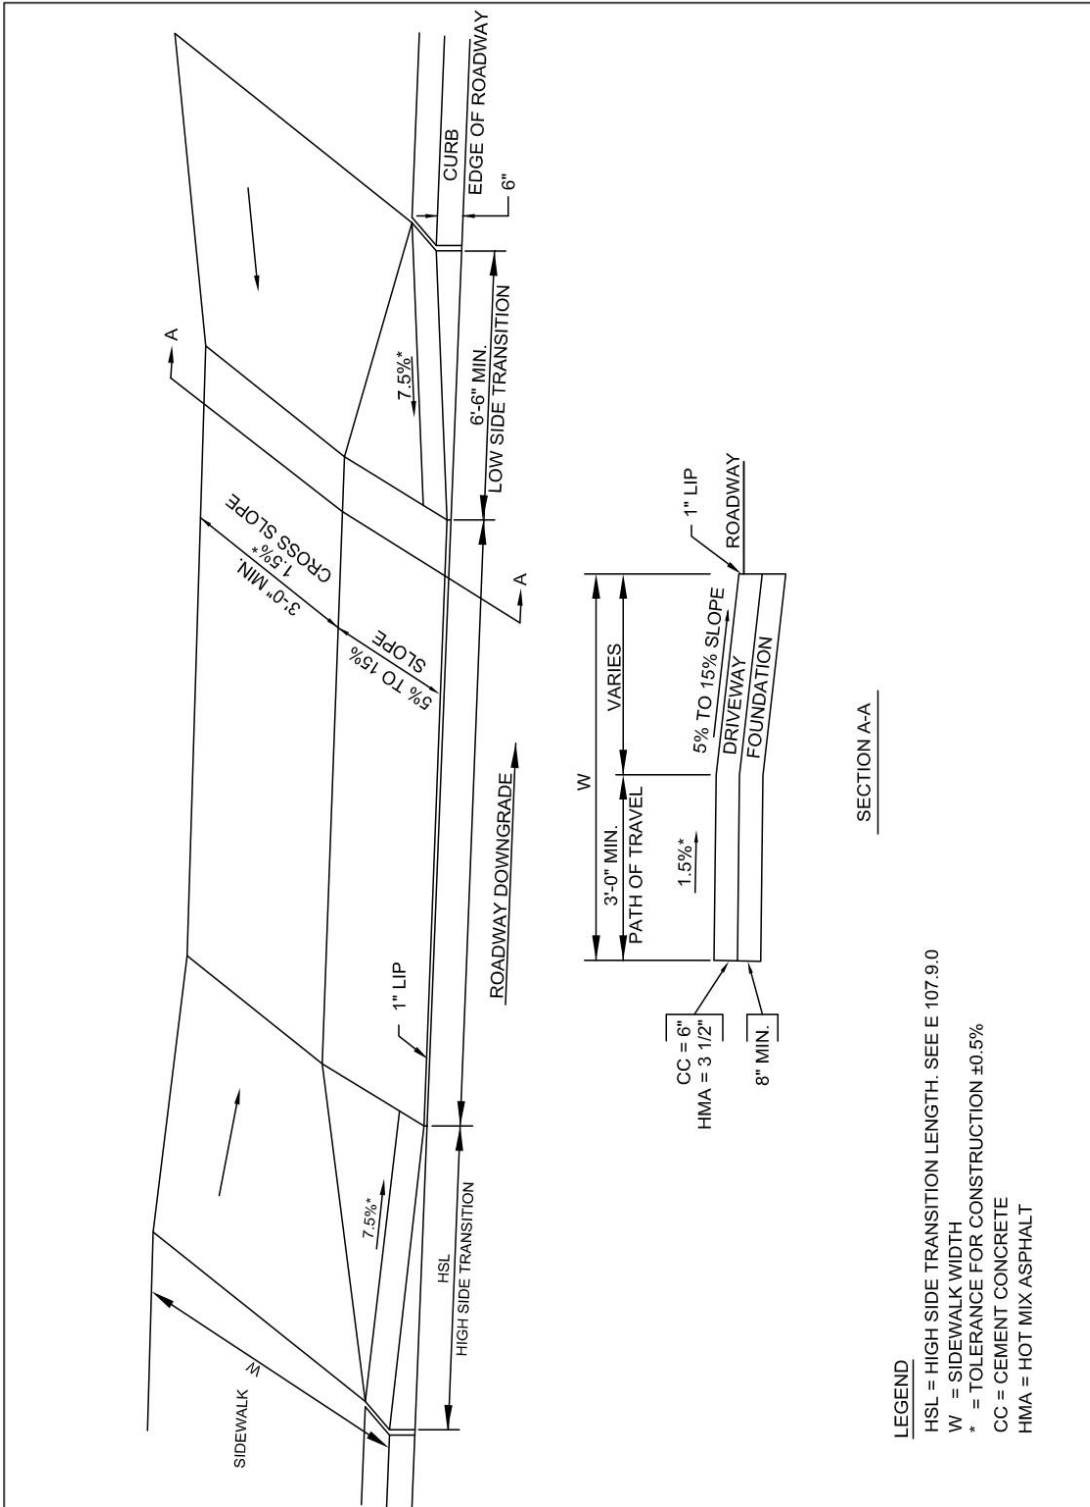 SIDEWALK
W
HSL
HIGH SIDE TRANSITION
7.5%*
1" LIP
ROADWAY DOWNGRADE
3'-0" MIN.
1.5%*
CROSS SLOPE
5% TO 15%
SLOPE
A
A
7.5%*
6'-6" MIN.
LOW SIDE TRANSITION
CURB
EDGE OF ROADWAY
6"
W
3'-0" MIN.
PATH OF TRAVEL
VARIES
1.5%*
5% TO 15% SLOPE
DRIVEWAY
FOUNDATION
1" LIP
ROADWAY
CC = 6"
HMA = 3 1/2"
8" MIN.
SECTION A-A
LEGEND
HSL = HIGH SIDE TRANSITION LENGTH. SEE E 107.9.0
W = SIDEWALK WIDTH
* = TOLERANCE FOR CONSTRUCTION ±0.5%
CC = CEMENT CONCRETE
HMA = HOT MIX ASPHALT